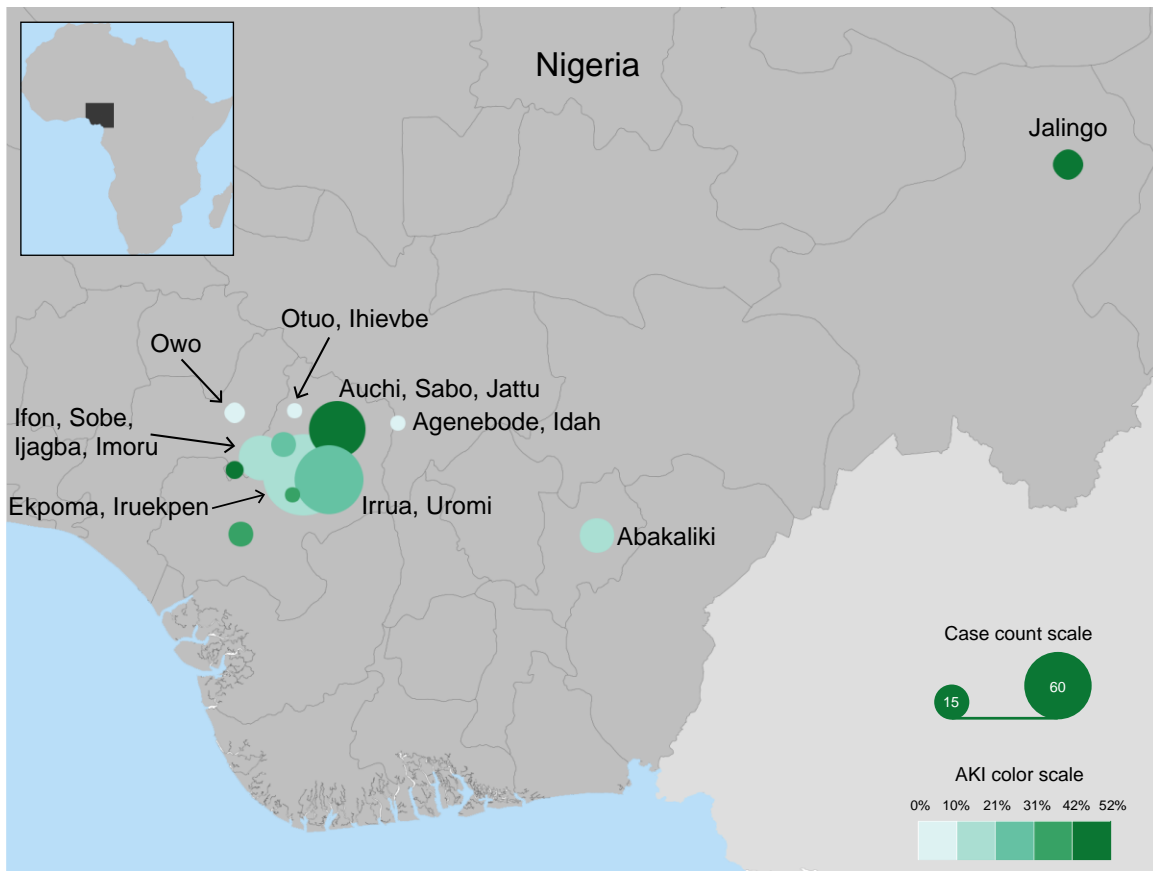 Nigeria
Jalingo
Otuo, Ihievbe
Owo
Auchi, Sabo, Jattu
Agenebode, Idah
Ifon, Sobe,
Ijagba, Imoru
Ekpoma, Iruekpen
Irrua, Uromi
Abakaliki
Case count scale
15
60
AKI color scale
0% 10% 21% 31% 42% 52%